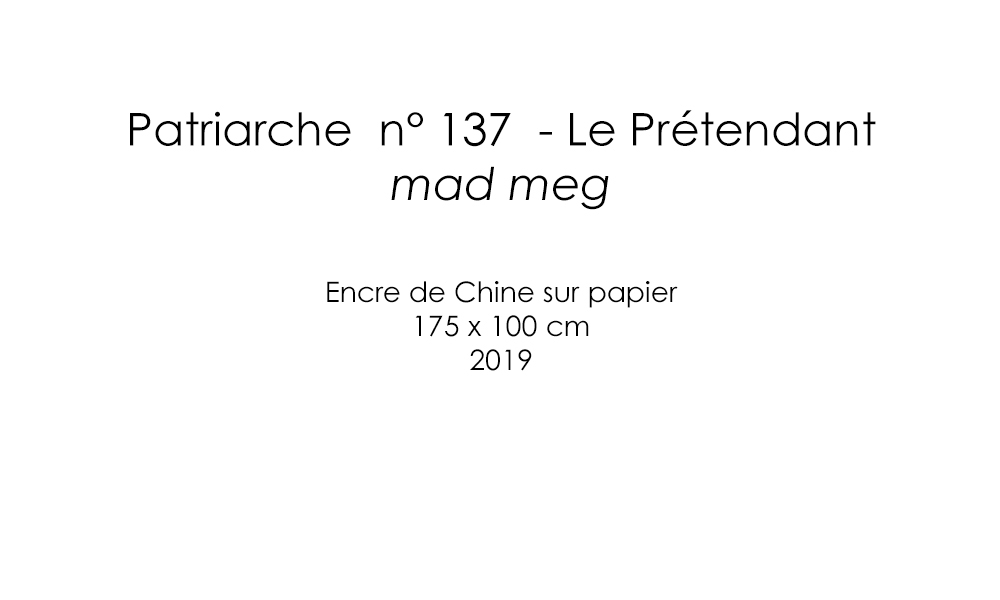 Patriarche n° 137 - Le Prétendant
mad meg
Encre de Chine sur papier
175 x 100 cm
2019